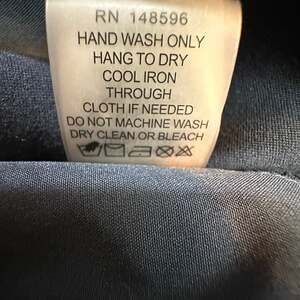 RN 148596
HAND WASH ONLY
HANG TO DRY
COOL IRON
THROUGH
CLOTH IF NEEDED
DO NOT MACHINE WASH
DRY CLEAN OR BLEACH